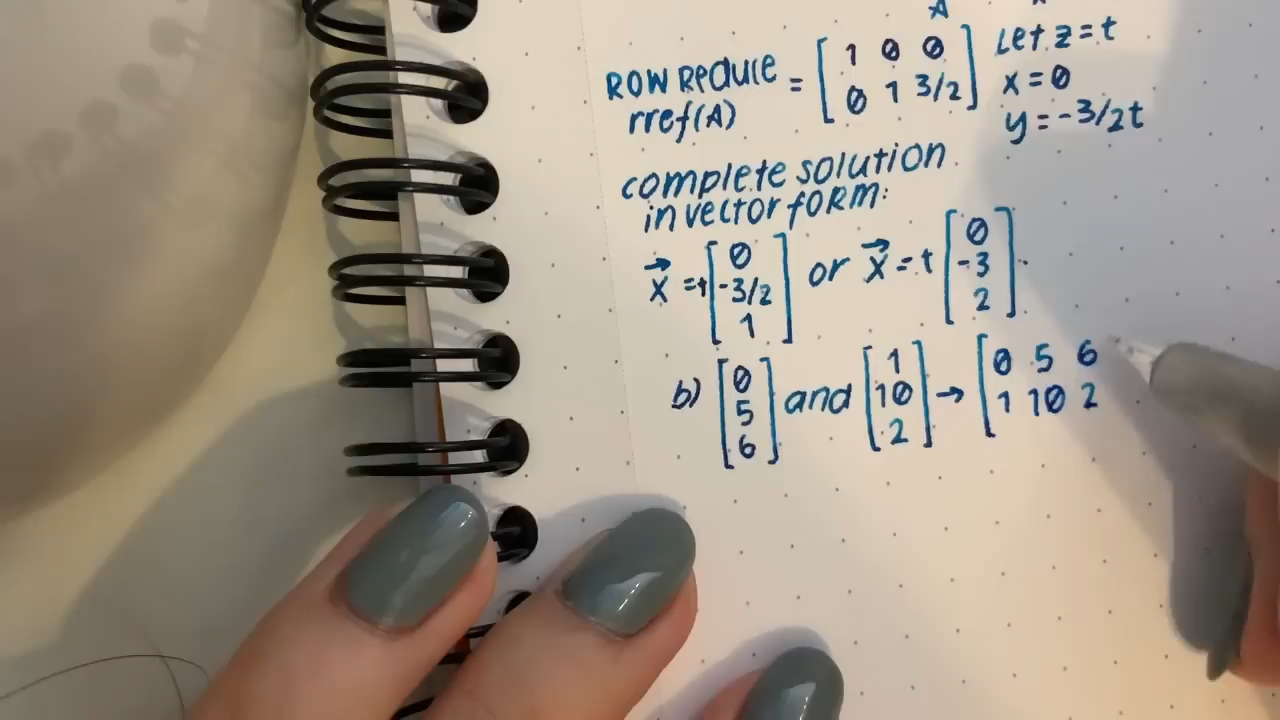 A
ROW REDUCE = [ 1 0 0 ] Let z=t
rref(A) [ 0 1 3/2 ] x=0
y=-3/2t
complete solution
in vector form:
x⃗ =t [ 0 -3/2 1 ] or x⃗ =t [ 0 -3 2 ].
b) [ 0 5 6 ] and [ 1 10 2 ] → [ 0 5 6
1 10 2